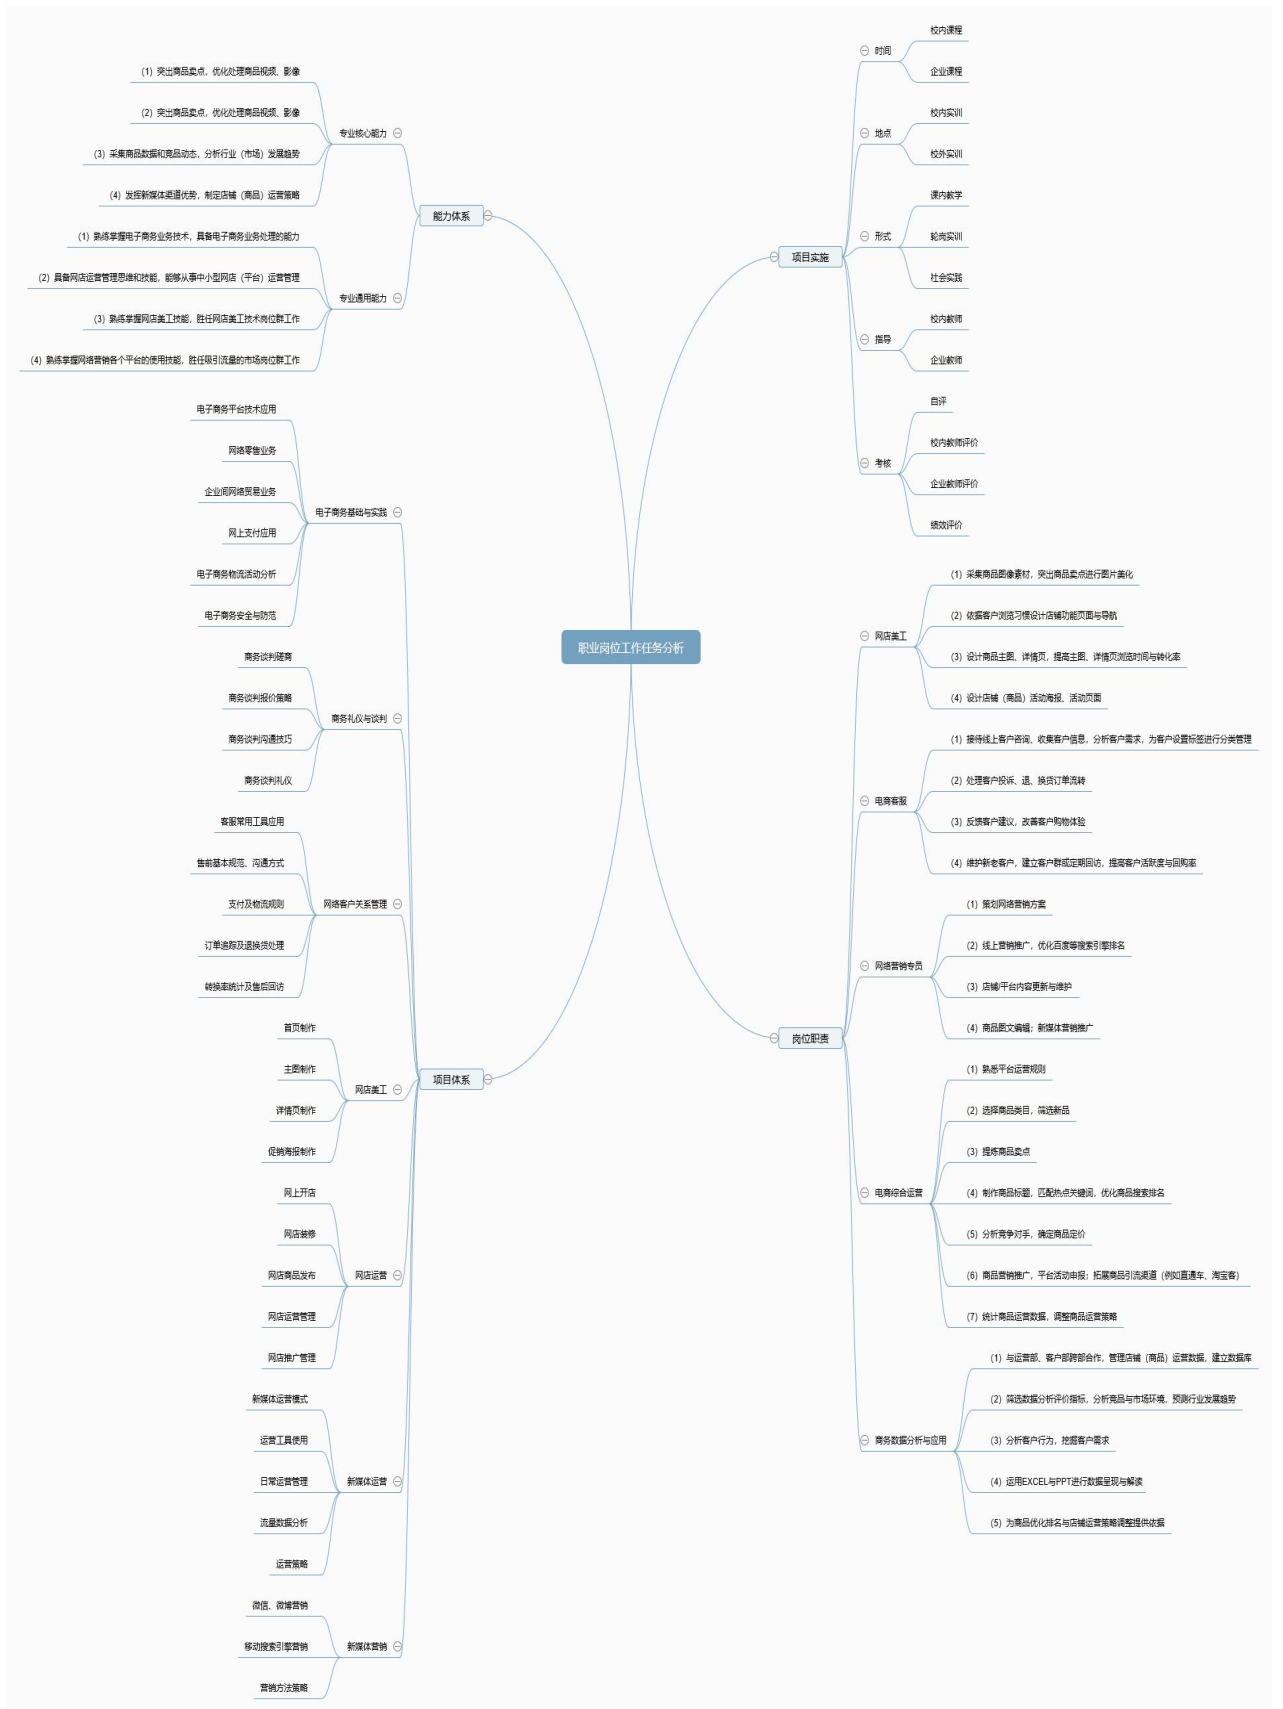 职业岗位工作任务分析
能力体系
专业核心能力
（1）突出商品卖点，优化处理商品视频、影像
（2）突出商品卖点，优化处理商品视频、影像
（3）采集商品数据和竞品动态，分析行业（市场）发展趋势
（4）发挥新媒体渠道优势，制定店铺（商品）运营策略
专业通用能力
（1）熟练掌握电子商务业务技术，具备电子商务业务处理的能力
（2）具备网店运营管理思维和技能，能够从事中小型网店（平台）运营管理
（3）熟练掌握网店美工技能，胜任网店美工技术岗位群工作
（4）熟练掌握网络营销各个平台的使用技能，胜任吸引流量的市场岗位群工作
项目体系
电子商务基础与实践
电子商务平台技术应用
网络零售业务
企业间网络贸易业务
网上支付应用
电子商务物流活动分析
电子商务安全与防范
商务礼仪与谈判
商务谈判磋商
商务谈判报价策略
商务谈判沟通技巧
商务谈判礼仪
网络客户关系管理
客服常用工具应用
售前基本规范、沟通方式
支付及物流规则
订单追踪及退换货处理
转换率统计及售后回访
网店美工
首页制作
主图制作
详情页制作
促销海报制作
网店运营
网上开店
网店装修
网店商品发布
网店运营管理
网店推广管理
新媒体运营
新媒体运营模式
运营工具使用
日常运营管理
流量数据分析
运营策略
新媒体营销
微信、微博营销
移动搜索引擎营销
营销方法策略
项目实施
时间
校内课程
企业课程
地点
校内实训
校外实训
形式
课内教学
轮岗实训
社会实践
指导
校内教师
企业教师
考核
自评
校内教师评价
企业教师评价
绩效评价
岗位职责
网店美工
（1）采集商品图像素材，突出商品卖点进行图片美化
（2）依据客户浏览习惯设计店铺功能页面与导航
（3）设计商品主图、详情页，提高主图、详情页浏览时间与转化率
（4）设计店铺（商品）活动海报、活动页面
电商客服
（1）接待线上客户咨询、收集客户信息，分析客户需求，为客户设置标签进行分类管理
（2）处理客户投诉、退、换货订单流转
（3）反馈客户建议，改善客户购物体验
（4）维护新老客户，建立客户群或定期回访，提高客户活跃度与回购率
网络营销专员
（1）策划网络营销方案
（2）线上营销推广，优化百度等搜索引擎排名
（3）店铺/平台内容更新与维护
（4）商品图文编辑；新媒体营销推广
电商综合运营
（1）熟悉平台运营规则
（2）选择商品类目，筛选新品
（3）提炼商品卖点
（4）制作商品标题，匹配热点关键词，优化商品搜索排名
（5）分析竞争对手，确定商品定价
（6）商品营销推广，平台活动申报；拓展商品引流渠道（例如直通车、淘宝客）
（7）统计商品运营数据，调整商品运营策略
商务数据分析与应用
（1）与运营部、客户部跨部合作，管理店铺（商品）运营数据，建立数据库
（2）筛选数据分析评价指标，分析竞品与市场环境，预测行业发展趋势
（3）分析客户行为，挖掘客户需求
（4）运用EXCEL与PPT进行数据呈现与解读
（5）为商品优化排名与店铺运营策略调整提供依据